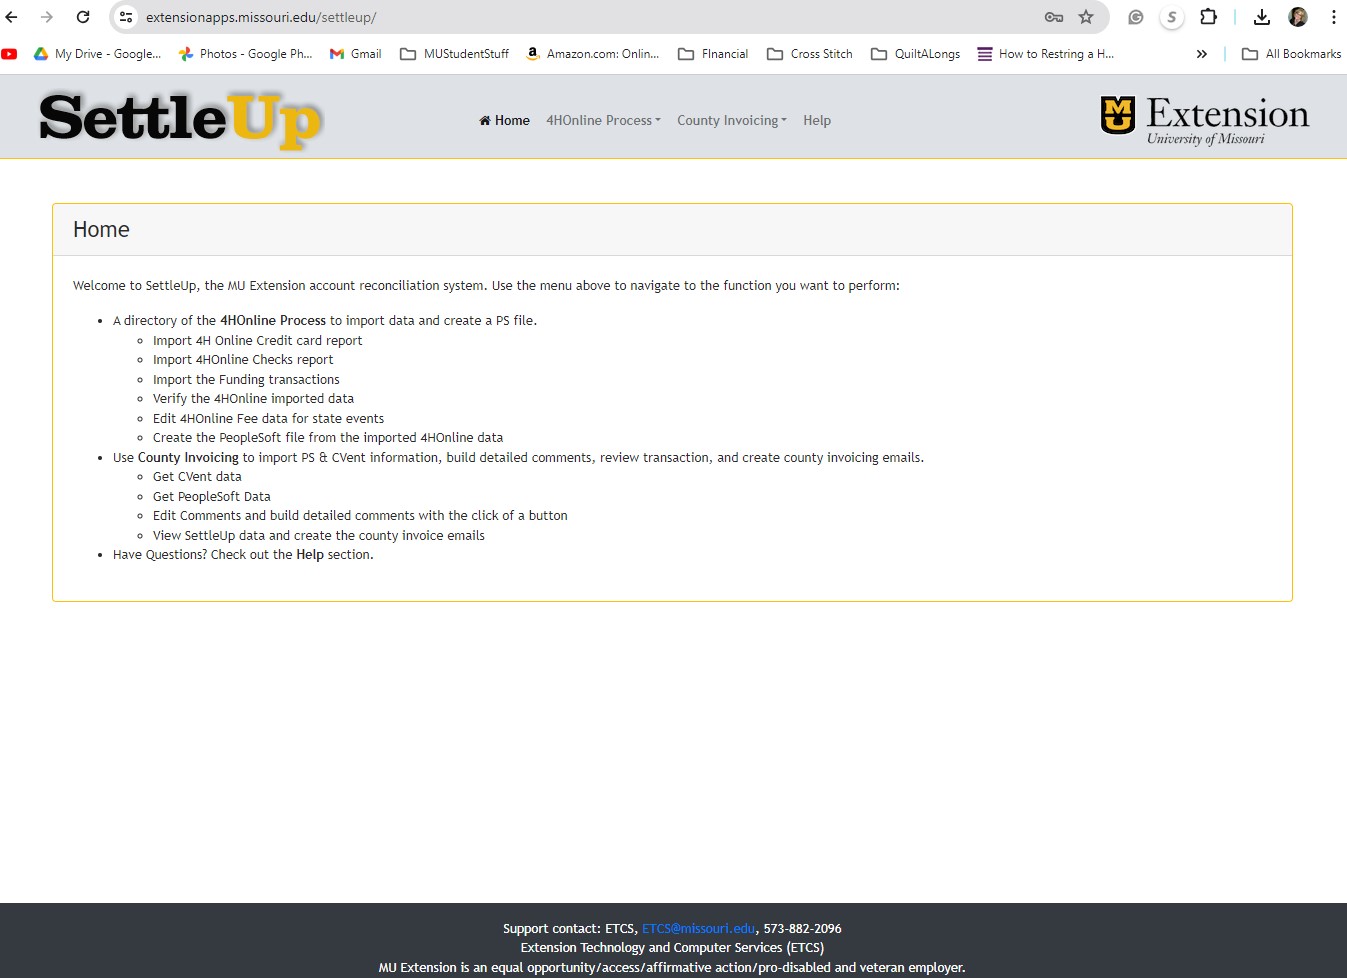 extensionapps.missouri.edu/settleup/
My Drive - Google... Photos - Google Ph... Gmail MUStudentStuff Amazon.com: Onlin... FInancial Cross Stitch QuiltALongs How to Restring a H... » All Bookmarks
SettleUp
Home 4HOnline Process County Invoicing Help
Extension
University of Missouri
Home
Welcome to SettleUp, the MU Extension account reconciliation system. Use the menu above to navigate to the function you want to perform:
• A directory of the 4HOnline Process to import data and create a PS file.
Import 4H Online Credit card report
Import 4HOnline Checks report
Import the Funding transactions
Verify the 4HOnline imported data
Edit 4HOnline Fee data for state events
Create the PeopleSoft file from the imported 4HOnline data
• Use County Invoicing to import PS & CVent information, build detailed comments, review transaction, and create county invoicing emails.
Get CVent data
Get PeopleSoft Data
Edit Comments and build detailed comments with the click of a button
View SettleUp data and create the county invoice emails
• Have Questions? Check out the Help section.
Support contact: ETCS, ETCS@missouri.edu, 573-882-2096
Extension Technology and Computer Services (ETCS)
MU Extension is an equal opportunity/access/affirmative action/pro-disabled and veteran employer.